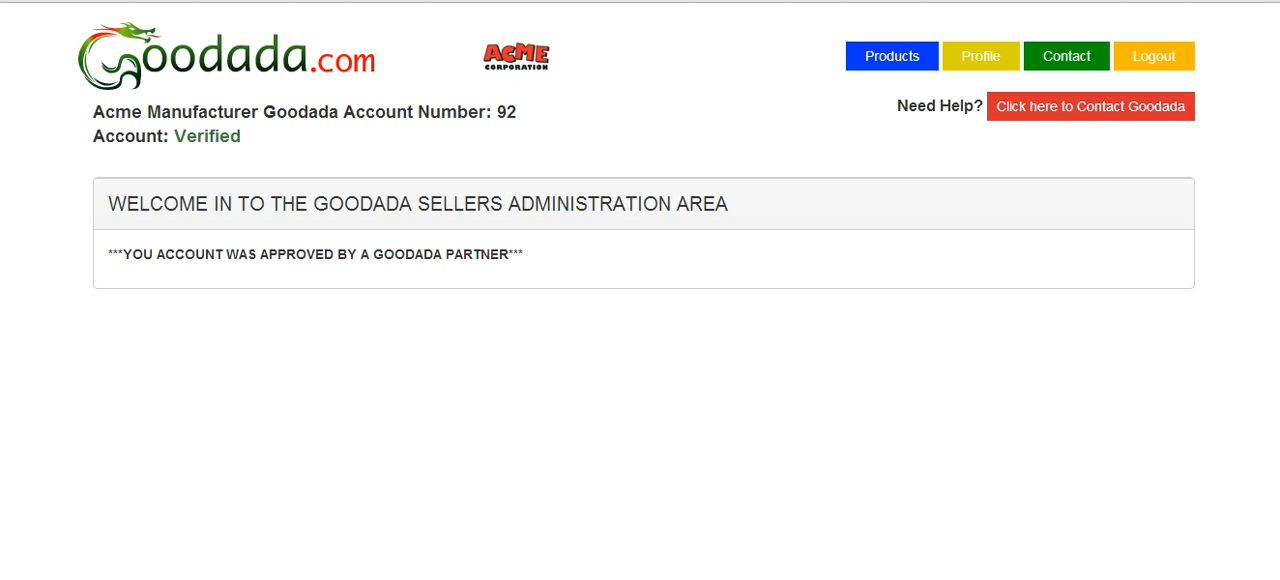 Goodada.com
ACME
CORPORATION
Products
Profile
Contact
Logout
Acme Manufacturer Goodada Account Number: 92
Need Help? Click here to Contact Goodada
Account: Verified
WELCOME IN TO THE GOODADA SELLERS ADMINISTRATION AREA
***YOU ACCOUNT WAS APPROVED BY A GOODADA PARTNER***